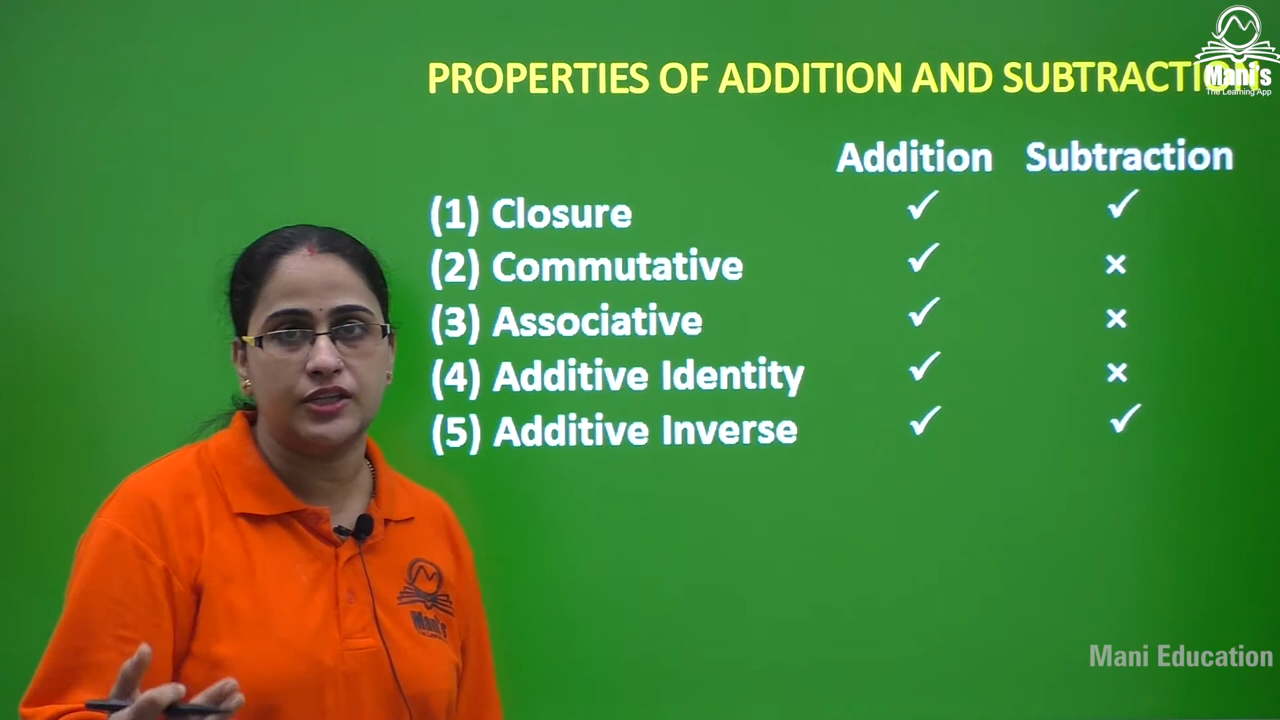 PROPERTIES OF ADDITION AND SUBTRACTION
Mani's
The Learning App
Addition Subtraction
(1) Closure ✓ ✓
(2) Commutative ✓ ×
(3) Associative ✓ ×
(4) Additive Identity ✓ ×
(5) Additive Inverse ✓ ✓
Mani's
Mani Education